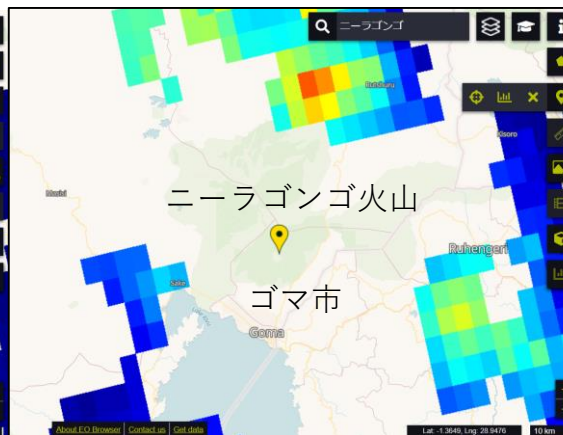 ニーラゴンゴ
Rutshuru
Kisoro
Masisi
ニーラゴンゴ火山
Ruhengeri
Sake
ゴマ市
Goma
About EO Browser | Contact us | Get data
Lat: -1.3649, Lng: 28.9476
10 km